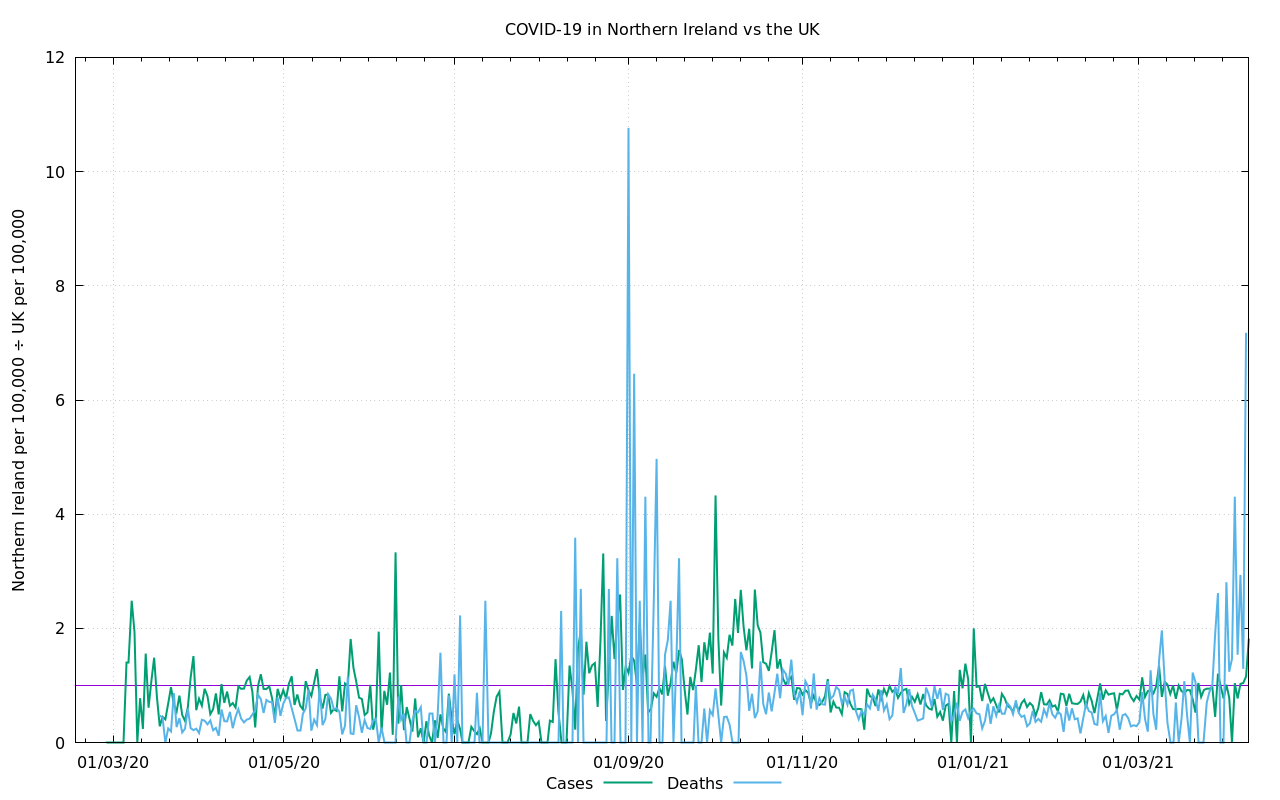 COVID-19 in Northern Ireland vs the UK
Northern Ireland per 100,000 ÷ UK per 100,000
12
10
8
6
4
2
0
01/03/20 01/05/20 01/07/20 01/09/20 01/11/20 01/01/21 01/03/21
Cases Deaths